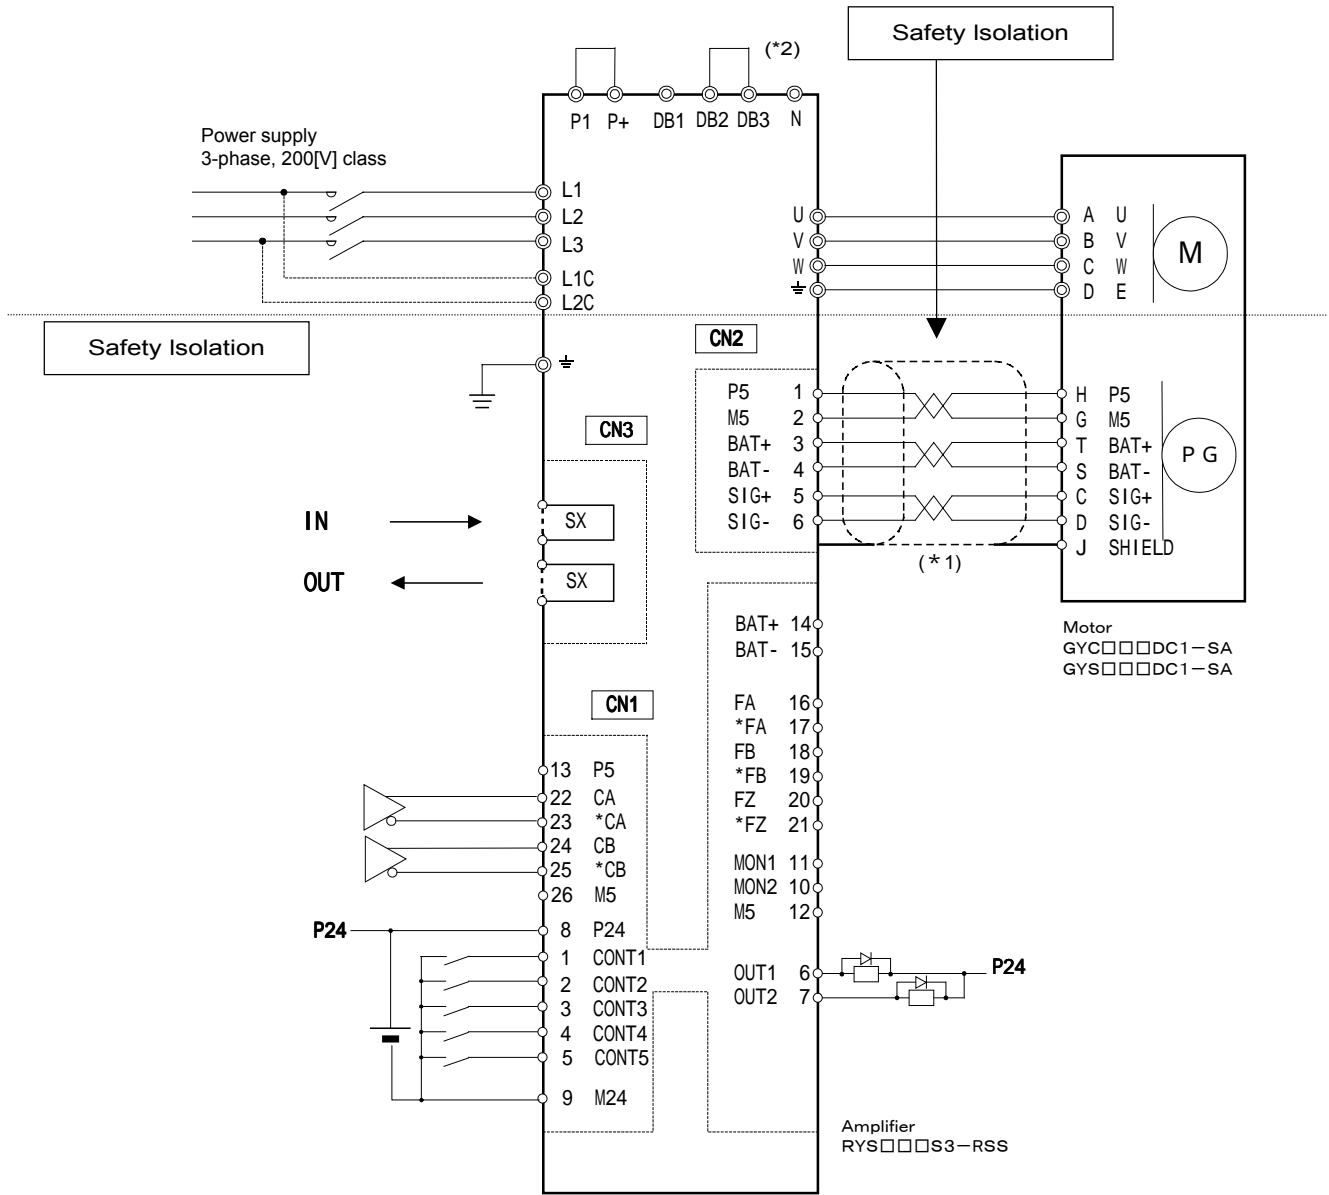 Safety Isolation
(*2)
P1 P+ DB1 DB2 DB3 N
Power supply
3-phase, 200[V] class
L1
L2
L3
L1C
L2C
U
V
W
A U
B V
C W
D E
M
Safety Isolation
CN2
P5 1
M5 2
BAT+ 3
BAT- 4
SIG+ 5
SIG- 6
(*1)
H P5
G M5
T BAT+
S BAT-
C SIG+
D SIG-
J SHIELD
PG
Motor
GYC□□□DC1-SA
GYS□□□DC1-SA
CN3
IN
OUT
SX
SX
CN1
13 P5
22 CA
23 *CA
24 CB
25 *CB
26 M5
P24
8 P24
1 CONT1
2 CONT2
3 CONT3
4 CONT4
5 CONT5
9 M24
BAT+ 14
BAT- 15
FA 16
*FA 17
FB 18
*FB 19
FZ 20
*FZ 21
MON1 11
MON2 10
M5 12
OUT1 6
OUT2 7
P24
Amplifier
RYS□□□S3-RSS